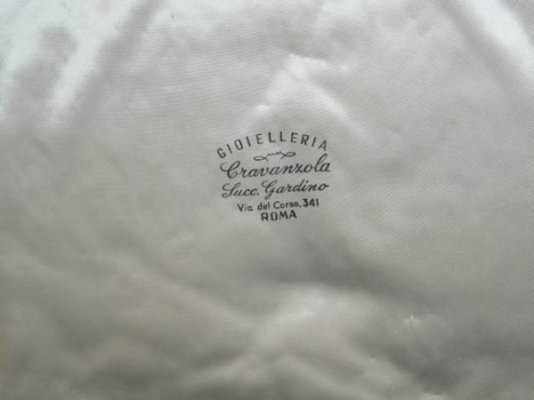 GIOIELLERIA
Cravanzola
Succ. Gardino
Via del Corso, 341
ROMA